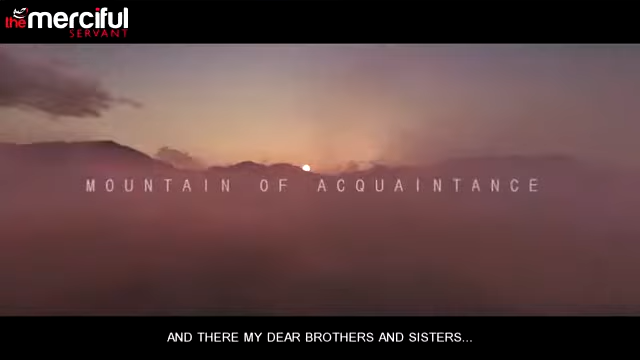 the merciful
SERVANT
MOUNTAIN OF ACQUAINTANCE
AND THERE MY DEAR BROTHERS AND SISTERS...